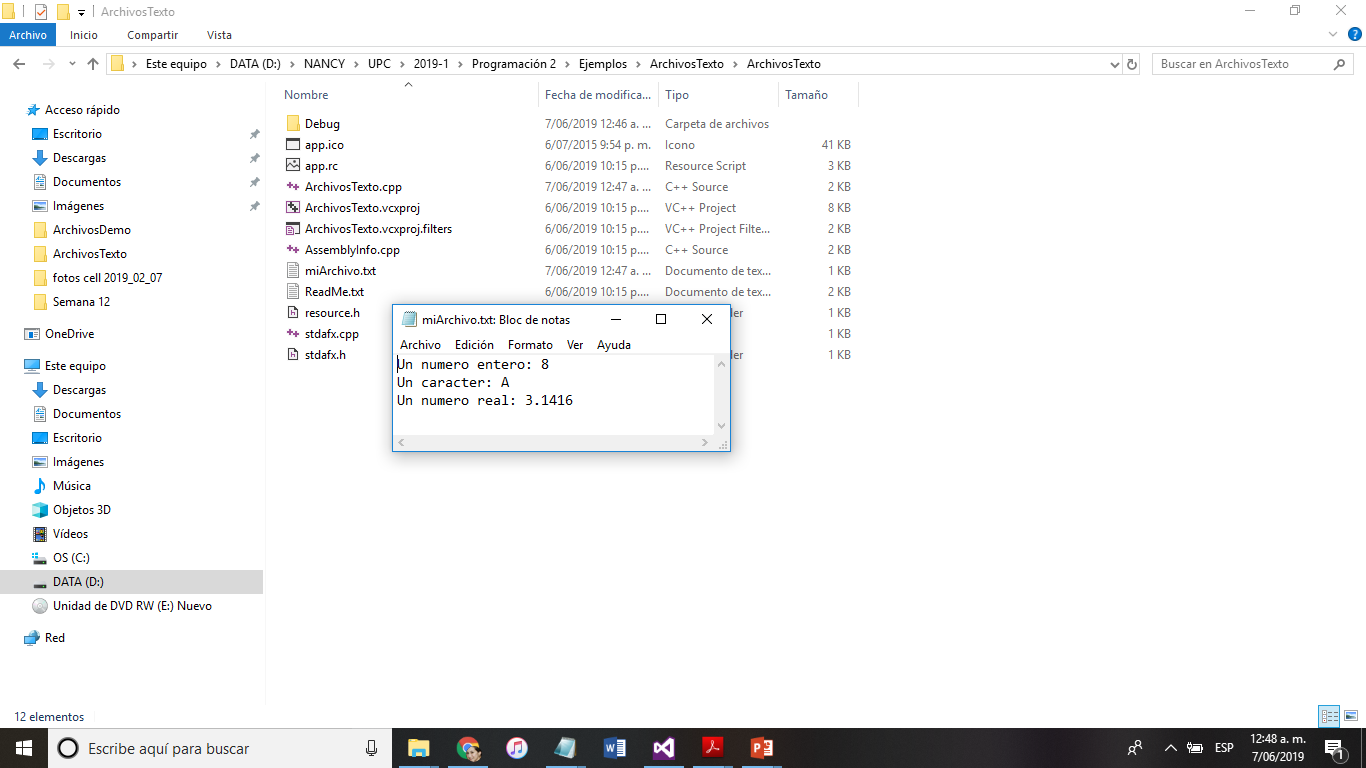 ArchivosTexto
Archivo Inicio Compartir Vista
Este equipo DATA (D:) NANCY UPC 2019-1 Programación 2 Ejemplos ArchivosTexto ArchivosTexto
Buscar en ArchivosTexto
Acceso rápido
Escritorio
Descargas
Documentos
Imágenes
ArchivosDemo
ArchivosTexto
fotos cell 2019_02_07
Semana 12
OneDrive
Este equipo
Descargas
Documentos
Escritorio
Imágenes
Música
Objetos 3D
Vídeos
OS (C:)
DATA (D:)
Unidad de DVD RW (E:) Nuevo
Red
Nombre Fecha de modifica... Tipo Tamaño
Debug 7/06/2019 12:46 a. ... Carpeta de archivos
app.ico 6/07/2015 9:54 p. m. Icono 41 KB
app.rc 6/06/2019 10:15 p.... Resource Script 3 KB
ArchivosTexto.cpp 7/06/2019 12:47 a. ... C++ Source 2 KB
ArchivosTexto.vcxproj 6/06/2019 10:15 p.... VC++ Project 8 KB
ArchivosTexto.vcxproj.filters 6/06/2019 10:15 p.... VC++ Project Filte... 2 KB
AssemblyInfo.cpp 6/06/2019 10:15 p.... C++ Source 2 KB
miArchivo.txt 7/06/2019 12:47 a. ... Documento de tex... 1 KB
ReadMe.txt 6/06/2019 10:15 p.... Documento de tex... 2 KB
resource.h der 1 KB
stdafx.cpp 1 KB
stdafx.h der 1 KB
miArchivo.txt: Bloc de notas
Archivo Edición Formato Ver Ayuda
Un numero entero: 8
Un caracter: A
Un numero real: 3.1416
12 elementos
Escribe aquí para buscar
ESP
12:48 a. m.
7/06/2019
1